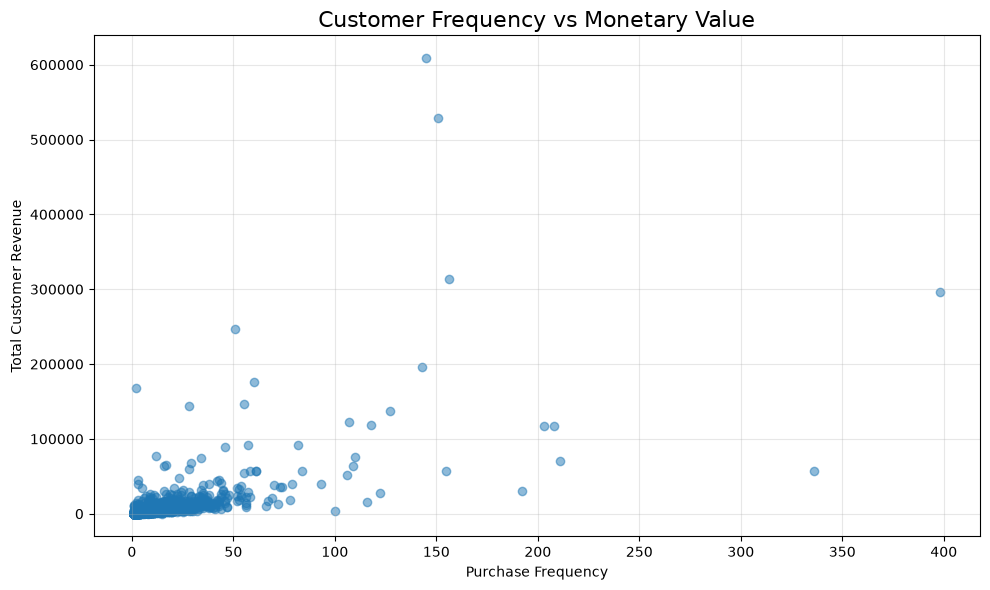 Customer Frequency vs Monetary Value
Total Customer Revenue
600000
500000
400000
300000
200000
100000
0
0 50 100 150 200 250 300 350 400
Purchase Frequency